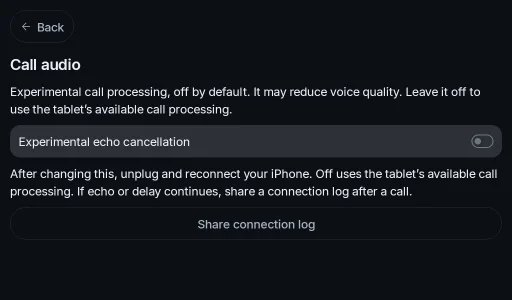 Back
Call audio
Experimental call processing, off by default. It may reduce voice quality. Leave it off to
use the tablet’s available call processing.
Experimental echo cancellation
After changing this, unplug and reconnect your iPhone. Off uses the tablet’s available call
processing. If echo or delay continues, share a connection log after a call.
Share connection log